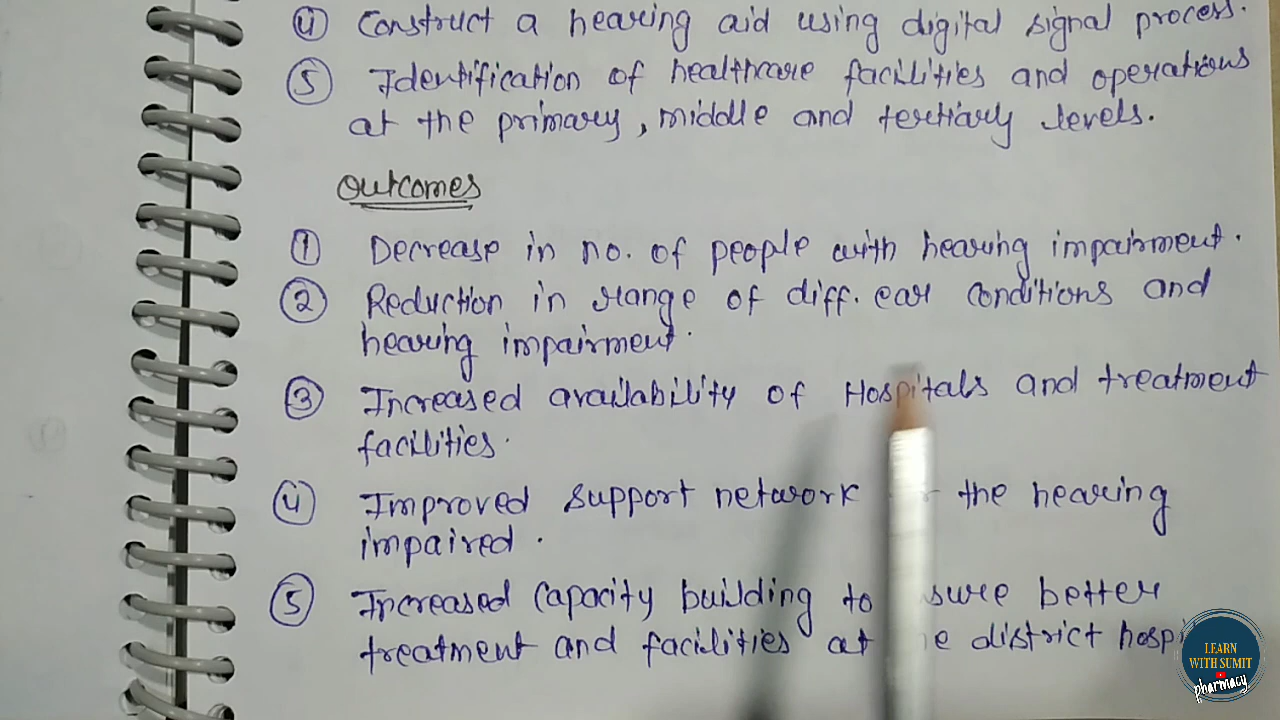 ④ Construct a hearing aid using digital signal process.
⑤ Identification of healthcare facilities and operations
at the primary, middle and tertiary levels.
Outcomes
① Decrease in no. of people with hearing impairment.
② Reduction in range of diff. ear conditions and
hearing impairment.
③ Increased availability of Hospitals and treatment
facilities.
④ Improved support network the hearing
impaired.
⑤ Increased capacity building to better
treatment and facilities at district
LEARN
WITH SUMIT
pharmacy